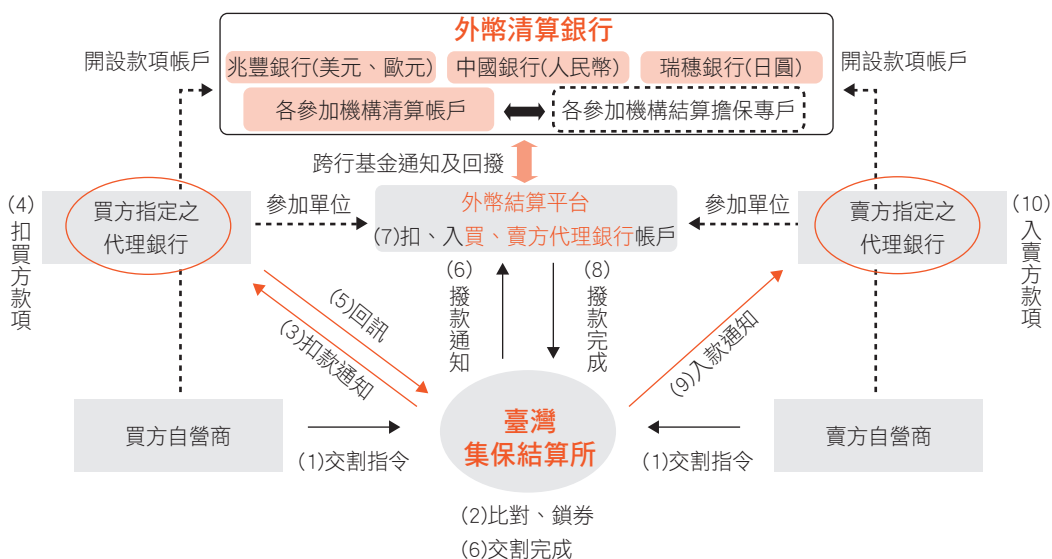 外幣清算銀行
開設款項帳戶
兆豐銀行(美元、歐元)
中國銀行(人民幣)
瑞穗銀行(日圓)
開設款項帳戶
各參加機構清算帳戶
各參加機構結算擔保專戶
跨行基金通知及回撥
(4)扣買方款項
買方指定之
代理銀行
參加單位
外幣結算平台
(7)扣、入買、賣方代理銀行帳戶
參加單位
賣方指定之
代理銀行
(10)入賣方款項
(5)回訊
(3)扣款通知
(6)撥款通知
(8)撥款完成
(9)入款通知
買方自營商
(1)交割指令
臺灣
集保結算所
(1)交割指令
賣方自營商
(2)比對、鎖券
(6)交割完成